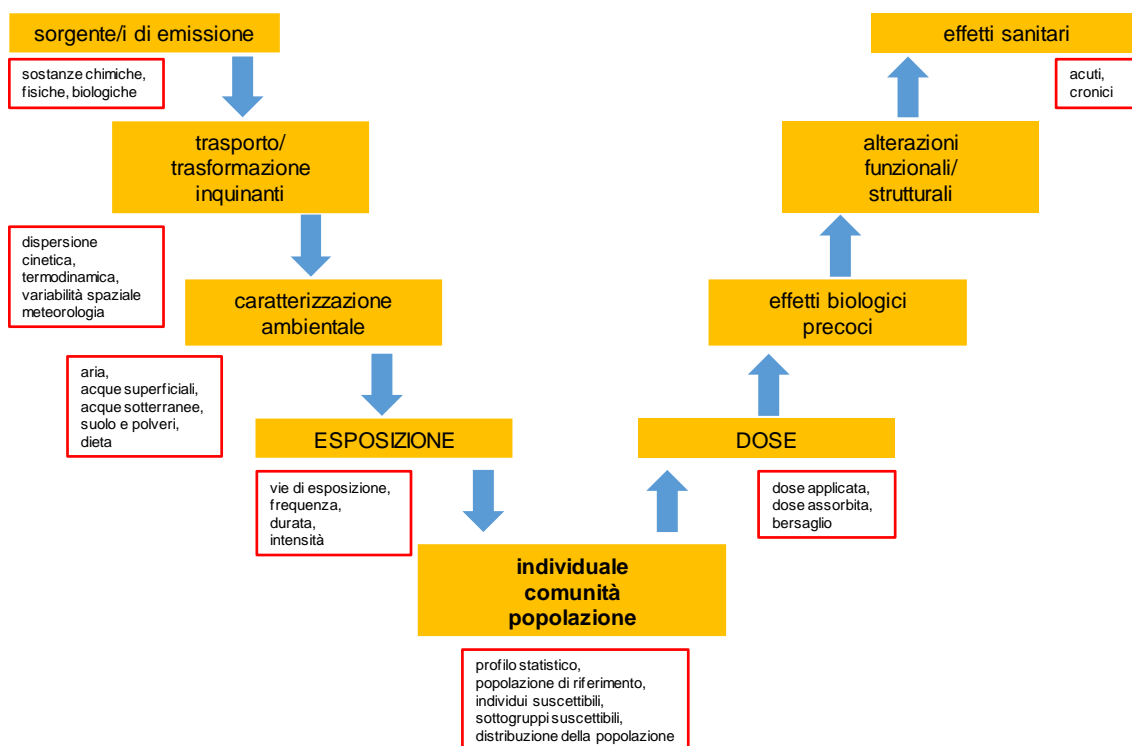 sorgente/i di emissione
sostanze chimiche,
fisiche, biologiche
trasporto/
trasformazione
inquinanti
dispersione
cinetica,
termodinamica,
variabilità spaziale
meteorologia
caratterizzazione
ambientale
aria,
acque superficiali,
acque sotterranee,
suolo e polveri,
dieta
ESPOSIZIONE
vie di esposizione,
frequenza,
durata,
intensità
individuale
comunità
popolazione
profilo statistico,
popolazione di riferimento,
individui suscettibili,
sottogruppi suscettibili,
distribuzione della popolazione
DOSE
dose applicata,
dose assorbita,
bersaglio
effetti biologici
precoci
alterazioni
funzionali/
strutturali
effetti sanitari
acuti,
cronici